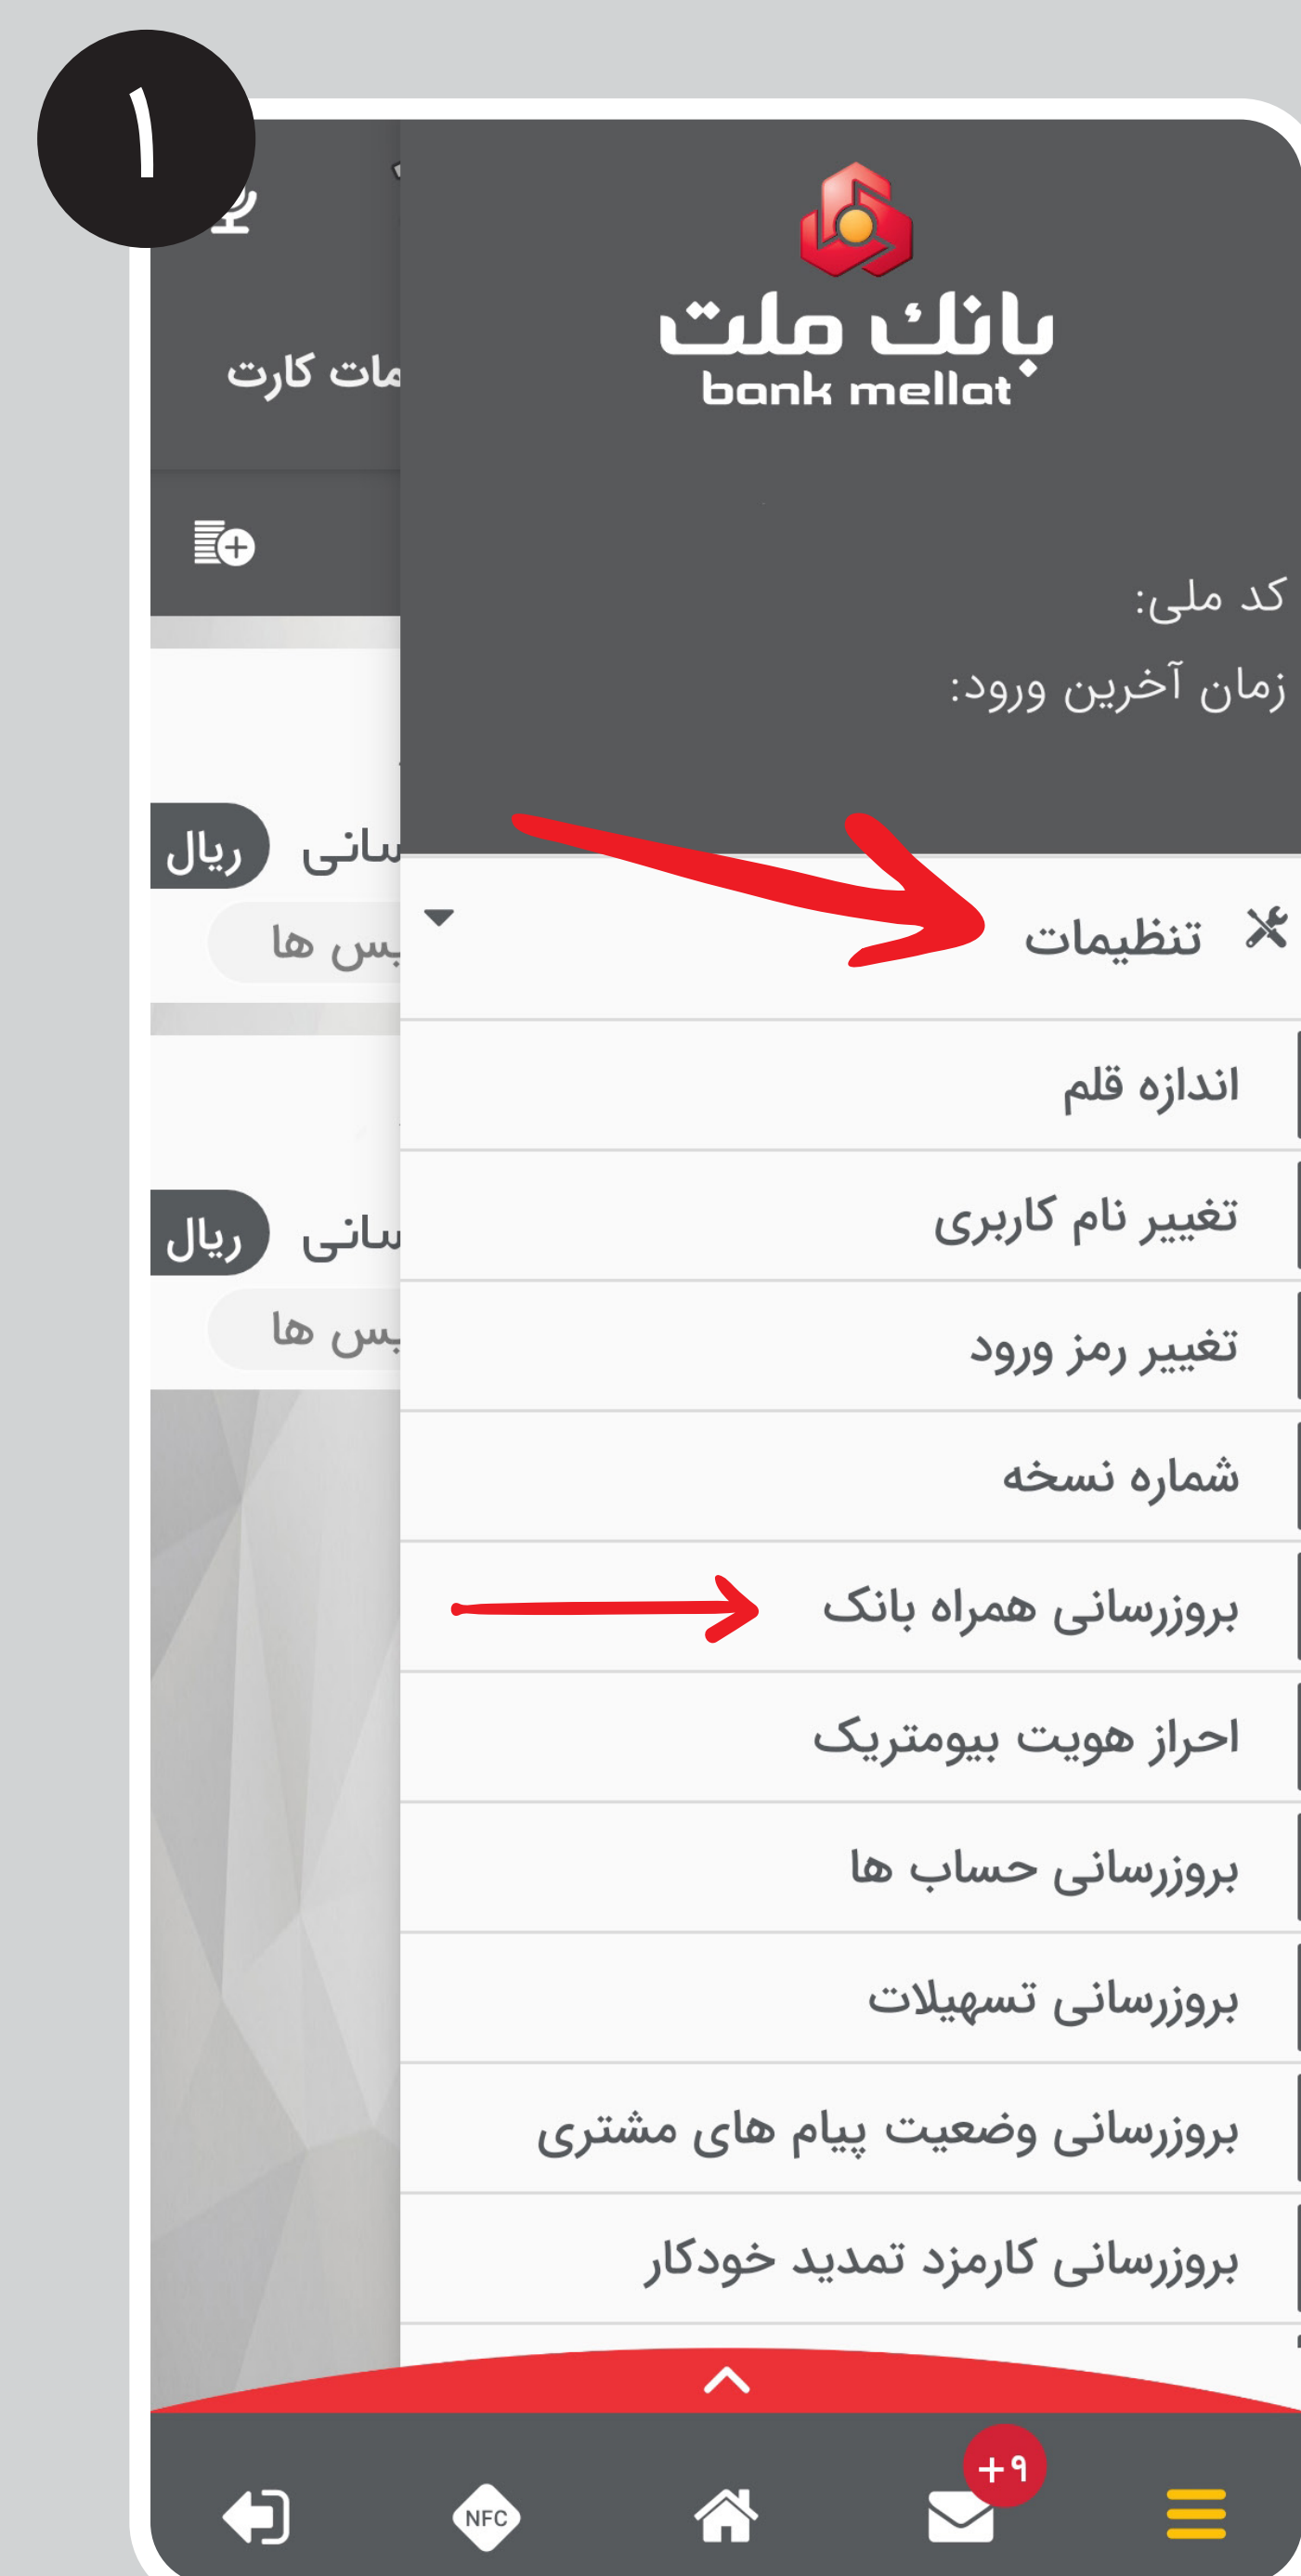 ۱
بانك ملت
bank mellat
مات کارت
کد ملی:
زمان آخرین ورود:
ریال
تنظیمات
ها
اندازه قلم
تغییر نام کاربری
ریال
تغییر رمز ورود
ها
شماره نسخه
بروزرسانی همراه بانک
احراز هویت بیومتریک
بروزرسانی حساب ها
بروزرسانی تسهیلات
بروزرسانی وضعیت پیام های مشتری
بروزرسانی کارمزد تمدید خودکار
+۹
NFC